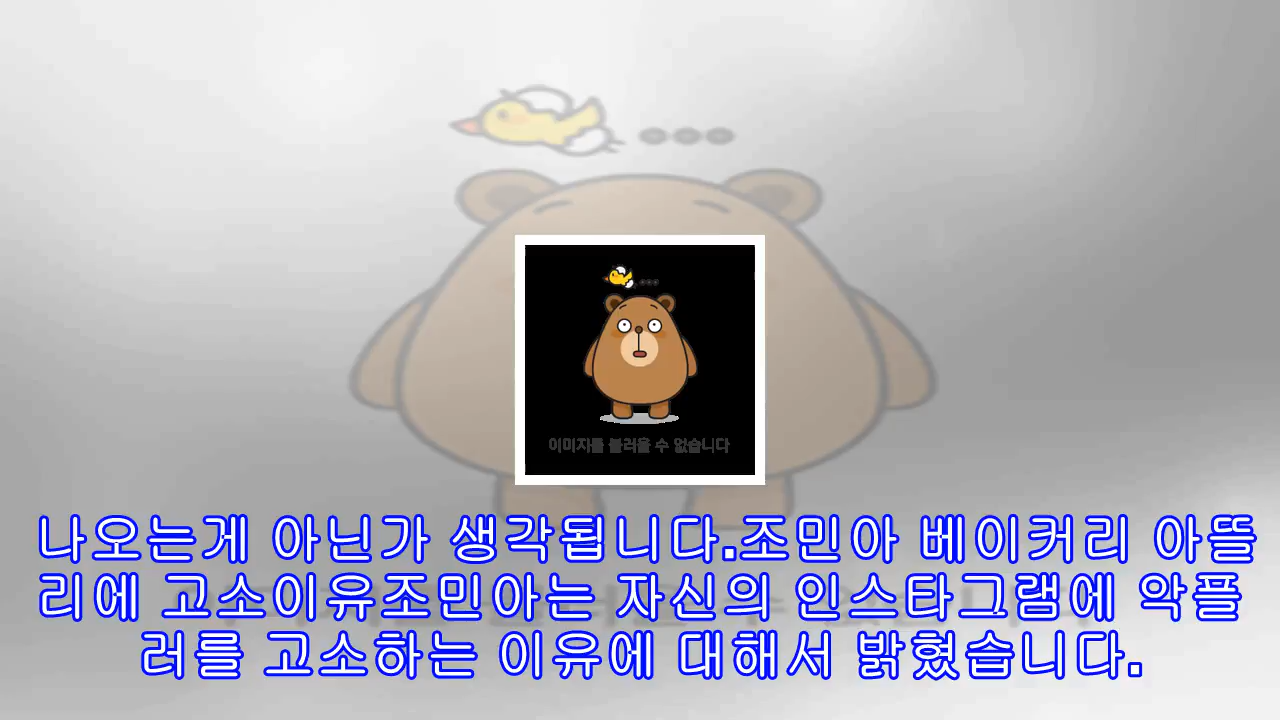 이미지를 불러올 수 없습니다
나오는게 아닌가 생각됩니다.조민아 베이커리 아뜰
리에 고소이유조민아는 자신의 인스타그램에 악플
러를 고소하는 이유에 대해서 밝혔습니다.